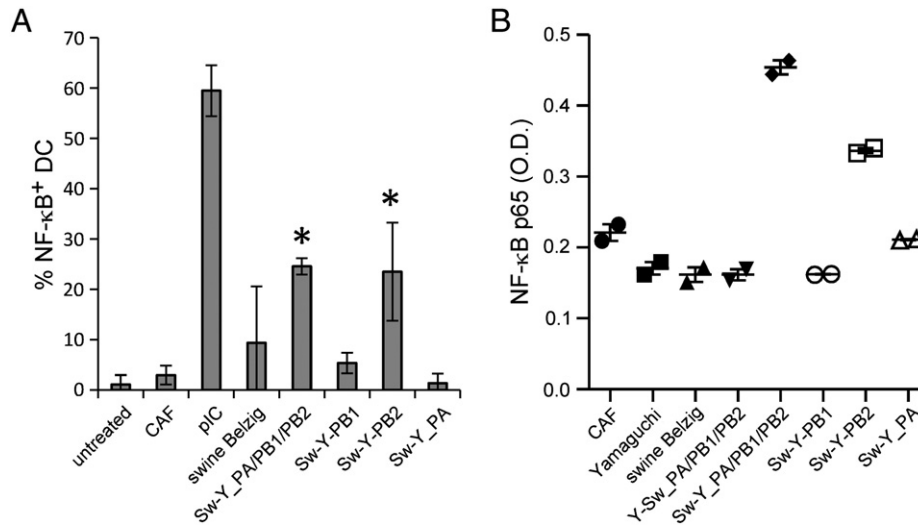 A
70
60
50
40
30
20
10
0
% NF-κB+ DC
*
*
untreated
CAF
pIC
swine Belzig
Sw-Y_PA/PB1/PB2
Sw-Y-PB1
Sw-Y-PB2
Sw-Y_PA
B
0.5
0.4
0.3
0.2
0.1
0.0
NF-κB p65 (O.D.)
CAF
Yamaguchi
swine Belzig
Y-Sw_PA/PB1/PB2
Sw-Y_PA/PB1/PB2
Sw-Y-PB1
Sw-Y-PB2
Sw-Y_PA